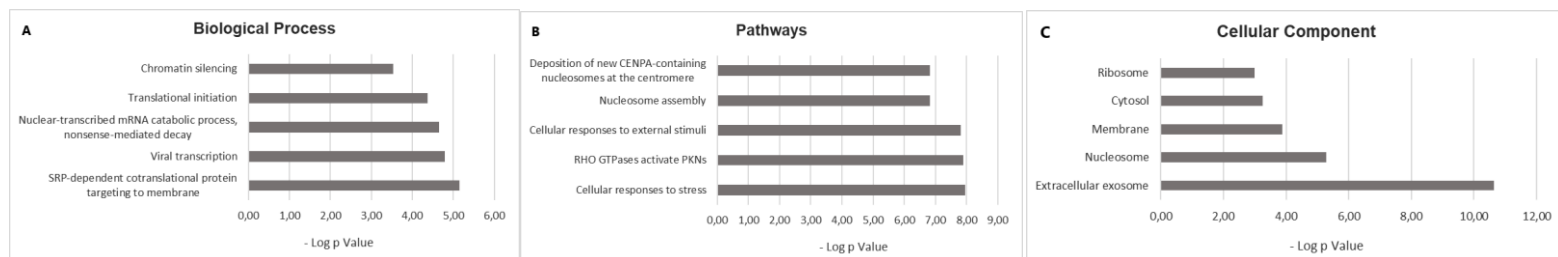 A
Biological Process
Chromatin silencing
Translational initiation
Nuclear-transcribed mRNA catabolic process,
nonsense-mediated decay
Viral transcription
SRP-dependent cotranslational protein
targeting to membrane
0,00 1,00 2,00 3,00 4,00 5,00 6,00
- Log p Value
B
Pathways
Deposition of new CENPA-containing
nucleosomes at the centromere
Nucleosome assembly
Cellular responses to external stimuli
RHO GTPases activate PKNs
Cellular responses to stress
0,00 1,00 2,00 3,00 4,00 5,00 6,00 7,00 8,00 9,00
- Log p Value
C
Cellular Component
Ribosome
Cytosol
Membrane
Nucleosome
Extracellular exosome
0,00 2,00 4,00 6,00 8,00 10,00 12,00
- Log p Value